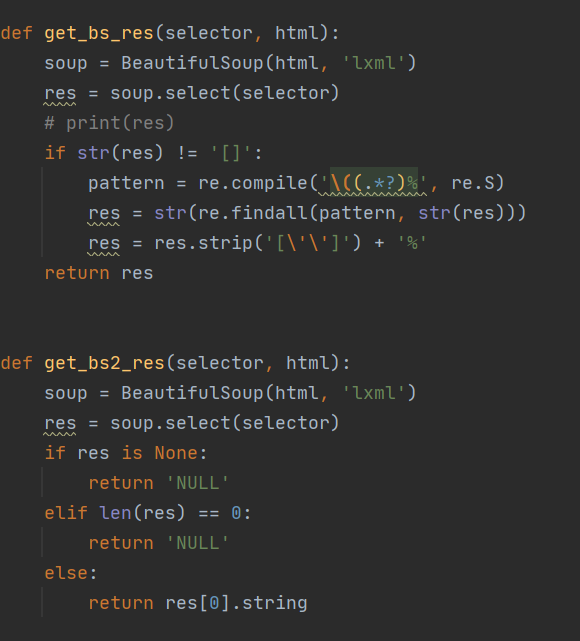 def get_bs_res(selector, html):
    soup = BeautifulSoup(html, 'lxml')
    res = soup.select(selector)
    # print(res)
    if str(res) != '[]':
        pattern = re.compile('\((.*?)%', re.S)
        res = str(re.findall(pattern, str(res)))
        res = res.strip('[\'\']') + '%'
    return res
def get_bs2_res(selector, html):
    soup = BeautifulSoup(html, 'lxml')
    res = soup.select(selector)
    if res is None:
        return 'NULL'
    elif len(res) == 0:
        return 'NULL'
    else:
        return res[0].string